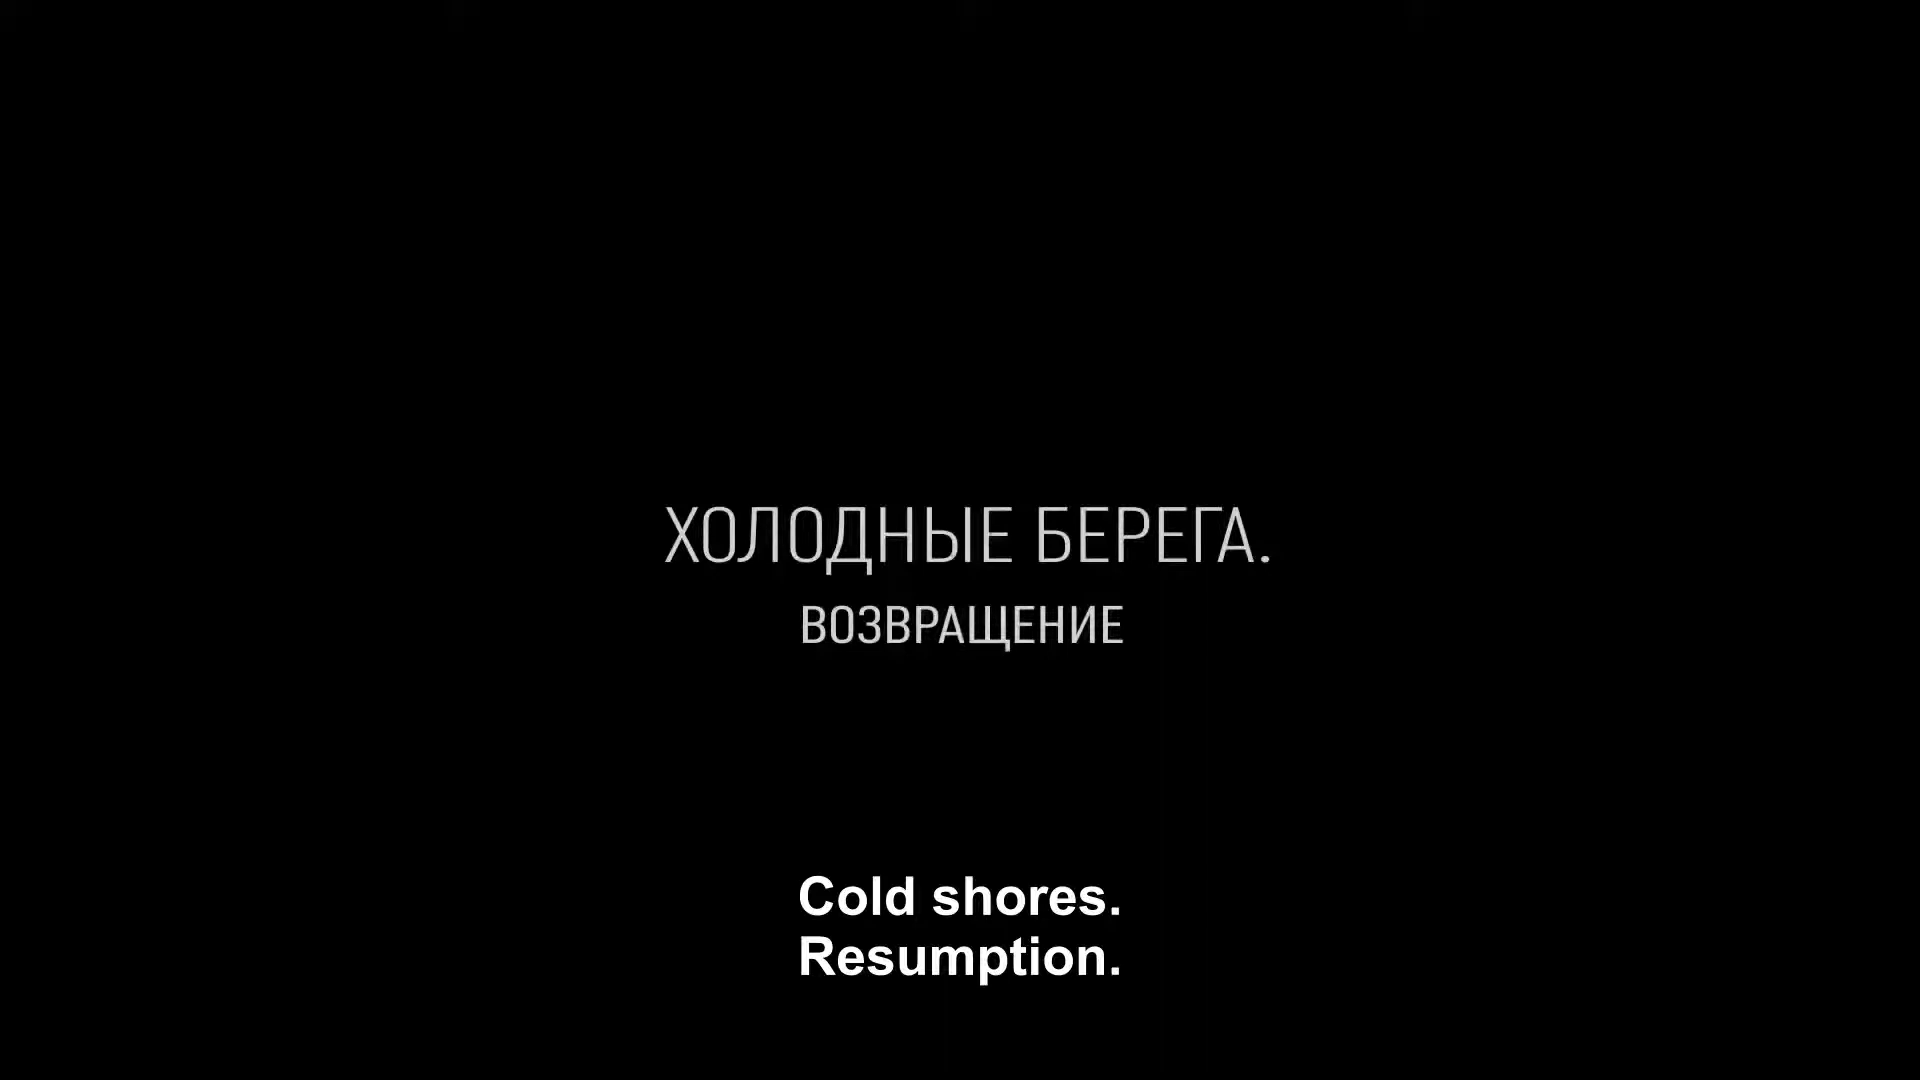 ХОЛОДНЫЕ БЕРЕГА.
ВОЗВРАЩЕНИЕ
Cold shores.
Resumption.